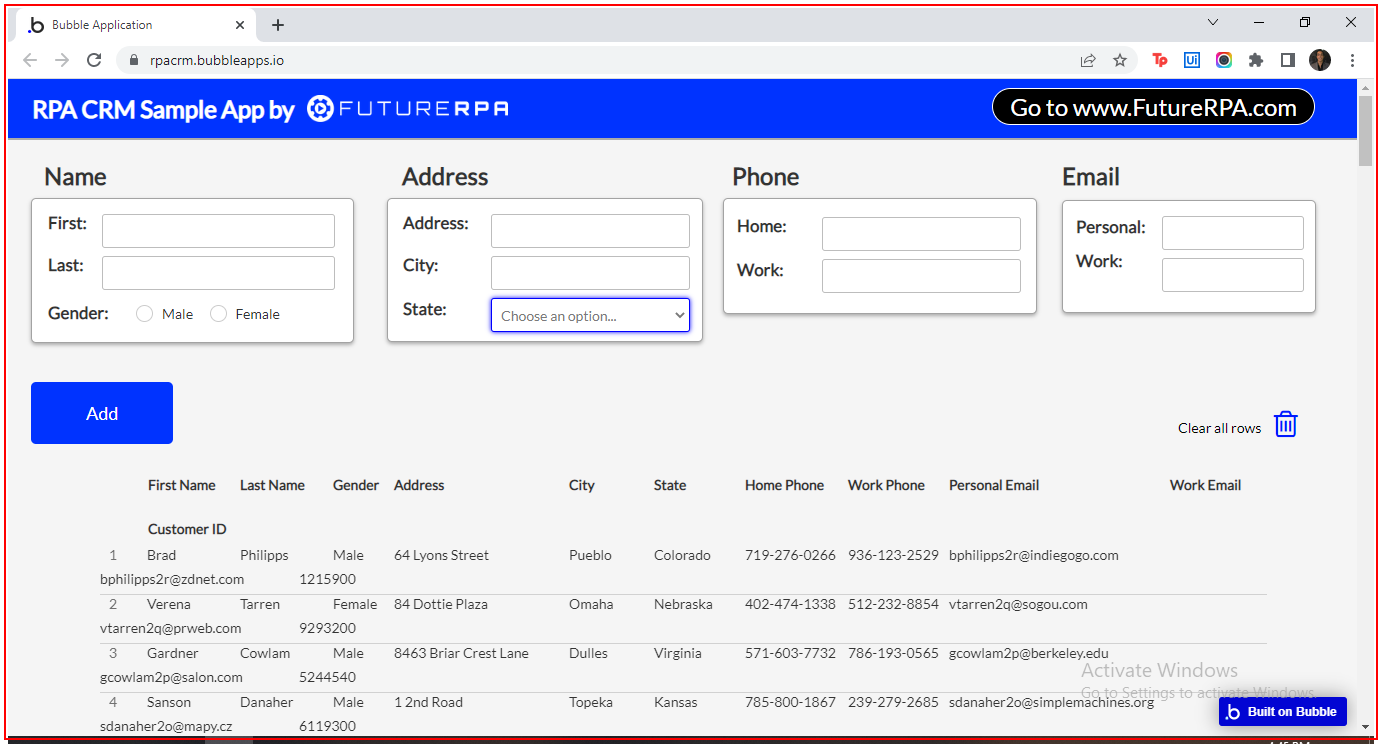 Bubble Application
rpacrm.bubbleapps.io
RPA CRM Sample App by FUTURERPA Go to www.FutureRPA.com
Name Address Phone Email
First: Address: Home: Personal:
Last: City: Work: Work:
Gender: Male Female State: Choose an option...
Add
Clear all rows
First Name Last Name Gender Address City State Home Phone Work Phone Personal Email Work Email
Customer ID
1 Brad Philipps Male 64 Lyons Street Pueblo Colorado 719-276-0266 936-123-2529 bphilipps2r@indiegogo.com
bphilipps2r@zdnet.com 1215900
2 Verena Tarren Female 84 Dottie Plaza Omaha Nebraska 402-474-1338 512-232-8854 vtarren2q@sogou.com
vtarren2q@prweb.com 9293200
3 Gardner Cowlam Male 8463 Briar Crest Lane Dulles Virginia 571-603-7732 786-193-0565 gcowlam2p@berkeley.edu
gcowlam2p@salon.com 5244540
Activate Windows
Go to Settings to activate Windows.
4 Sanson Danaher Male 1 2nd Road Topeka Kansas 785-800-1867 239-279-2685 sdanaher2o@simplemachines.org
sdanaher2o@mapy.cz 6119300
.b Built on Bubble